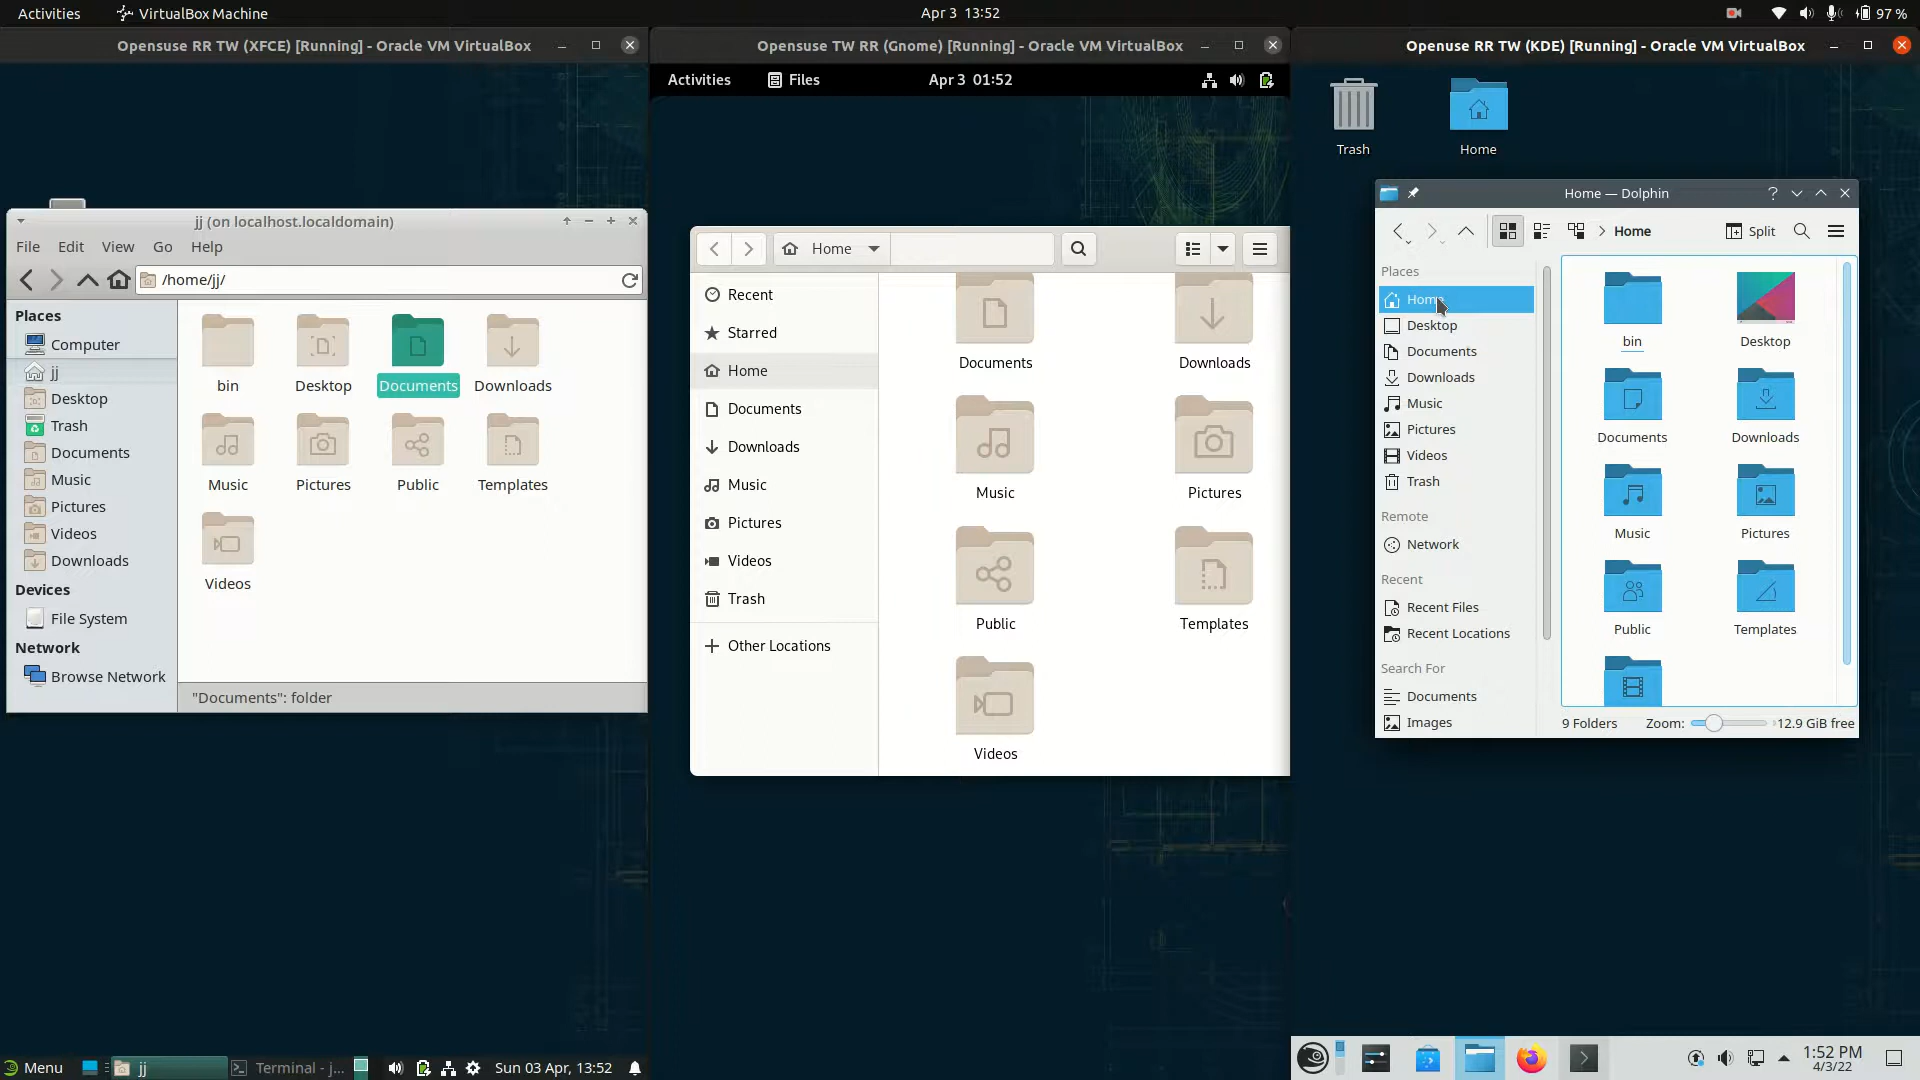 Activities
VirtualBox Machine
Apr 3 13:52
97 %
Opensuse RR TW (XFCE) [Running] - Oracle VM VirtualBox
jj (on localhost.localdomain)
File Edit View Go Help
/home/jj/
Places
Computer
jj
Desktop
Trash
Documents
Music
Pictures
Videos
Downloads
Devices
File System
Network
Browse Network
bin Desktop Documents Downloads
Music Pictures Public Templates
Videos
"Documents": folder
Menu
jj
Terminal - j...
Sun 03 Apr, 13:52
Opensuse TW RR (Gnome) [Running] - Oracle VM VirtualBox
Activities
Files
Apr 3 01:52
Home
Recent
Starred
Home
Documents
Downloads
Music
Pictures
Videos
Trash
Other Locations
Documents Downloads
Music Pictures
Public Templates
Videos
Openuse RR TW (KDE) [Running] - Oracle VM VirtualBox
Trash Home
Home — Dolphin
Home
Split
Places
Home
Desktop
Documents
Downloads
Music
Pictures
Videos
Trash
Remote
Network
Recent
Recent Files
Recent Locations
Search For
Documents
Images
bin Desktop
Documents Downloads
Music Pictures
Public Templates
9 Folders
Zoom:
12.9 GiB free
1:52 PM
4/3/22